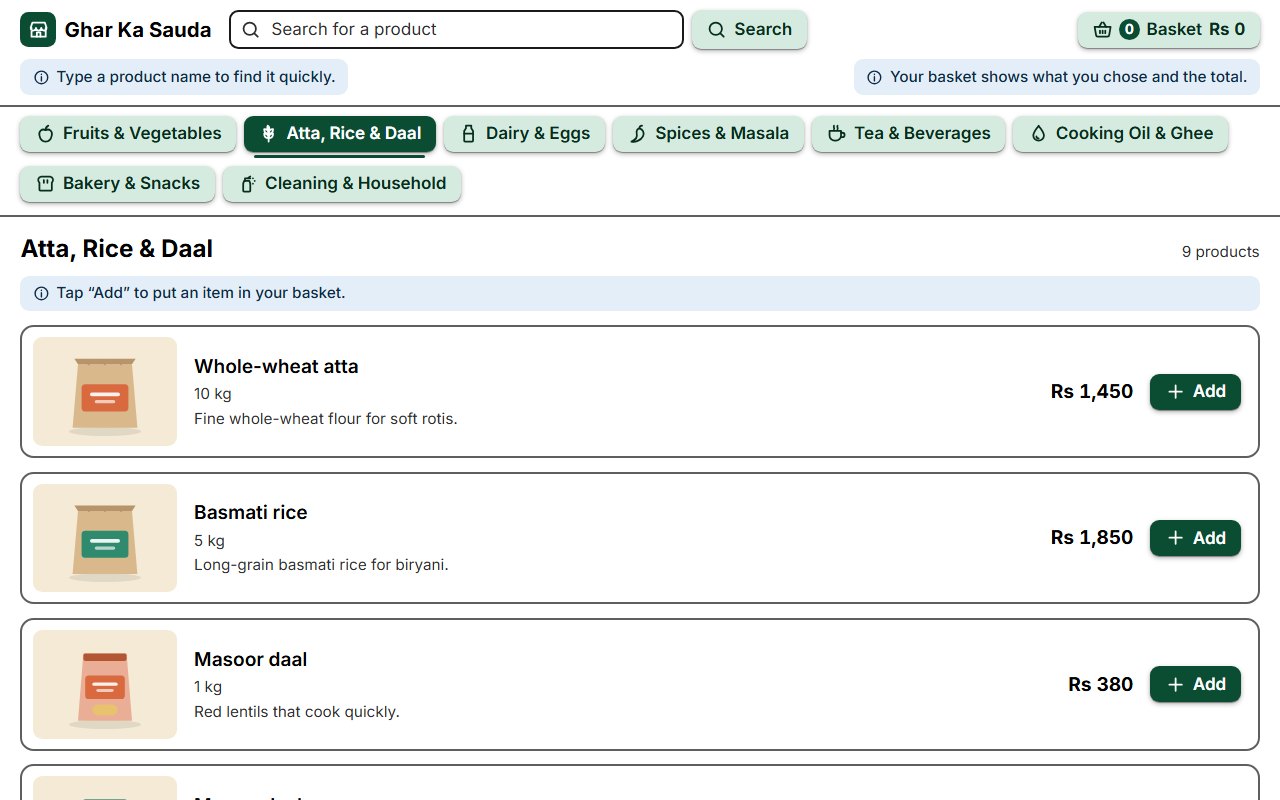 Ghar Ka Sauda
Search for a product
Search
0 Basket Rs 0
Type a product name to find it quickly.
Your basket shows what you chose and the total.
Fruits & Vegetables
Atta, Rice & Daal
Dairy & Eggs
Spices & Masala
Tea & Beverages
Cooking Oil & Ghee
Bakery & Snacks
Cleaning & Household
Atta, Rice & Daal
9 products
Tap “Add” to put an item in your basket.
Whole-wheat atta
10 kg
Fine whole-wheat flour for soft rotis.
Rs 1,450
Add
Basmati rice
5 kg
Long-grain basmati rice for biryani.
Rs 1,850
Add
Masoor daal
1 kg
Red lentils that cook quickly.
Rs 380
Add